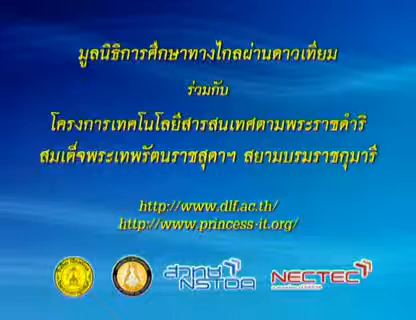 มูลนิธิการศึกษาทางไกลผ่านดาวเทียม
ร่วมกับ
โครงการเทคโนโลยีสารสนเทศตามพระราชดำริ
สมเด็จพระเทพรัตนราชสุดาฯ สยามบรมราชกุมารี
http://www.dlf.ac.th/
http://www.princess-it.org/
สวทช
NSTDA
NECTEC